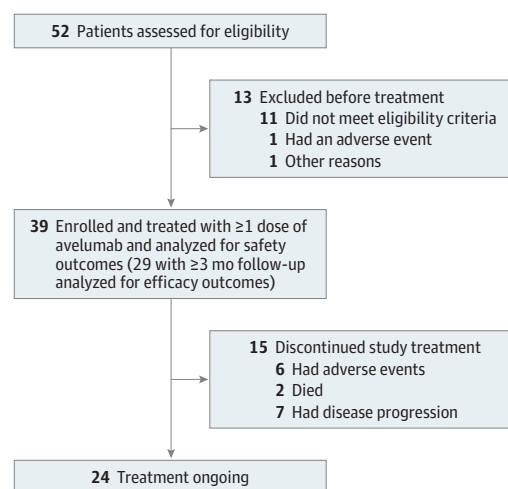 52 Patients assessed for eligibility
13 Excluded before treatment
11 Did not meet eligibility criteria
1 Had an adverse event
1 Other reasons
39 Enrolled and treated with ≥1 dose of
avelumab and analyzed for safety
outcomes (29 with ≥3 mo follow-up
analyzed for efficacy outcomes)
15 Discontinued study treatment
6 Had adverse events
2 Died
7 Had disease progression
24 Treatment ongoing